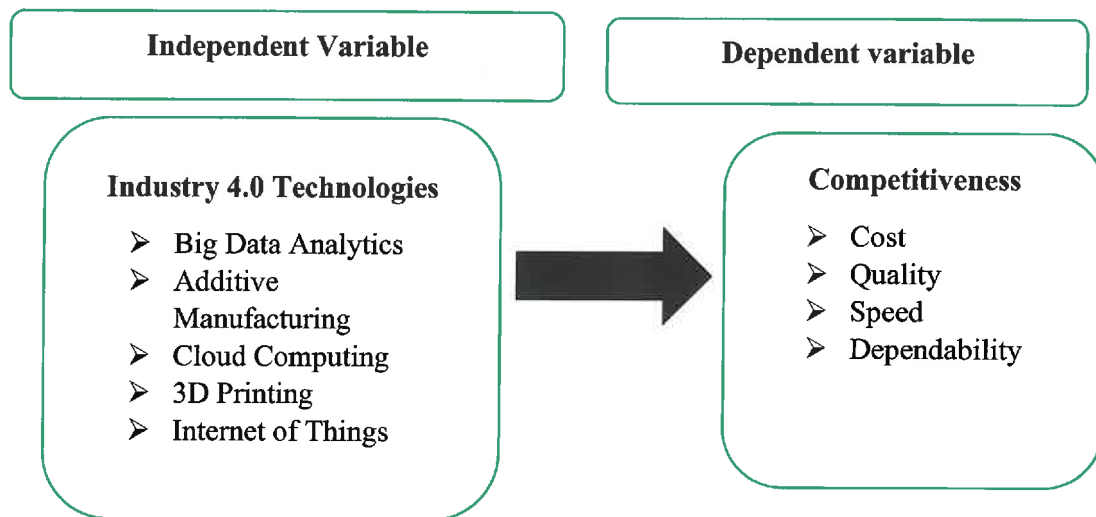 Independent Variable
Dependent variable
Industry 4.0 Technologies
➢ Big Data Analytics
➢ Additive
Manufacturing
➢ Cloud Computing
➢ 3D Printing
➢ Internet of Things
Competitiveness
➢ Cost
➢ Quality
➢ Speed
➢ Dependability